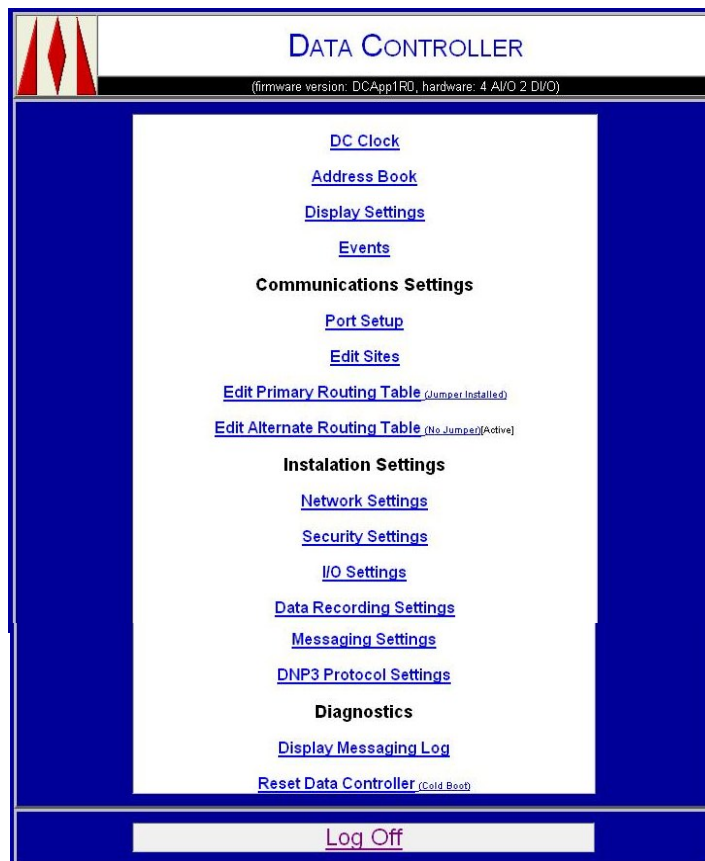 DATA CONTROLLER
(firmware version: DCApp1R0, hardware: 4 AI/O 2 DI/O)
DC Clock
Address Book
Display Settings
Events
Communications Settings
Port Setup
Edit Sites
Edit Primary Routing Table (Jumper Installed)
Edit Alternate Routing Table (No Jumper)[Active]
Instalation Settings
Network Settings
Security Settings
I/O Settings
Data Recording Settings
Messaging Settings
DNP3 Protocol Settings
Diagnostics
Display Messaging Log
Reset Data Controller (Cold Boot)
Log Off